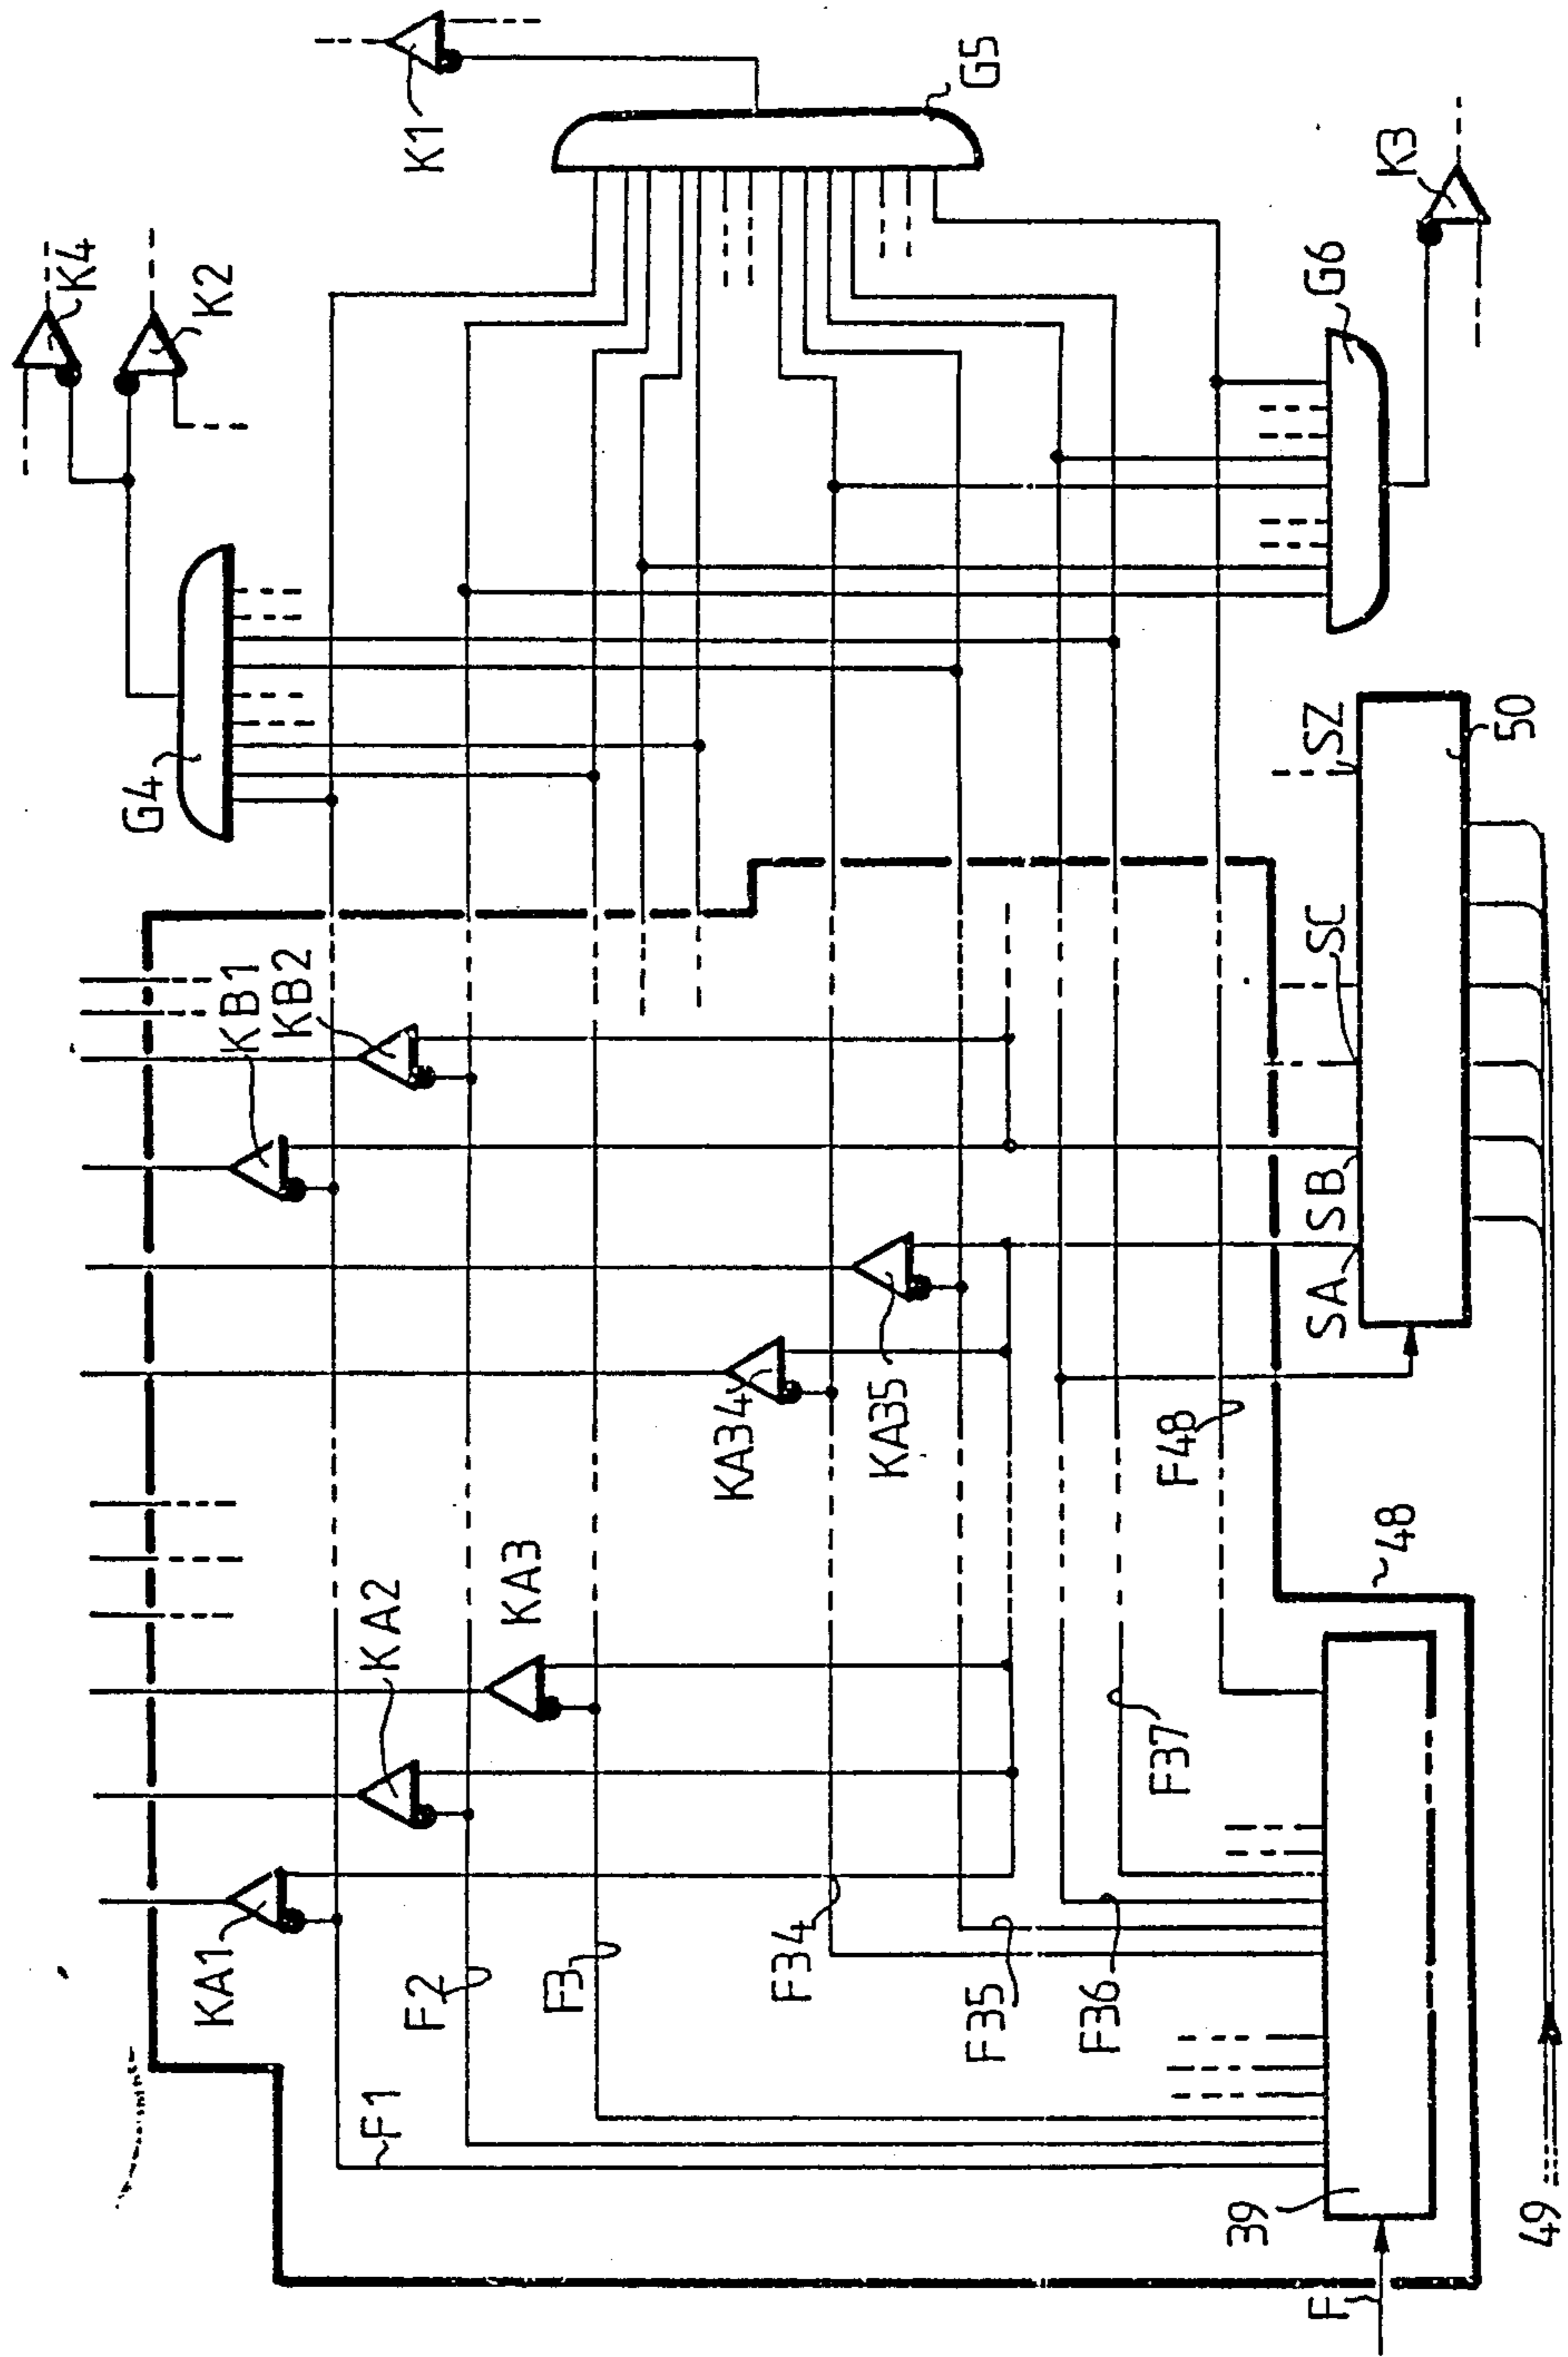 K1
G5
K4
K2
K3
G6
G4
SZ
50
SC
KB1
KB2
SB
SA
KA34
KA35
F48
48
KA3
KA2
F37
KA1
F2
F3
F34
F35
F36
F1
39
49
F